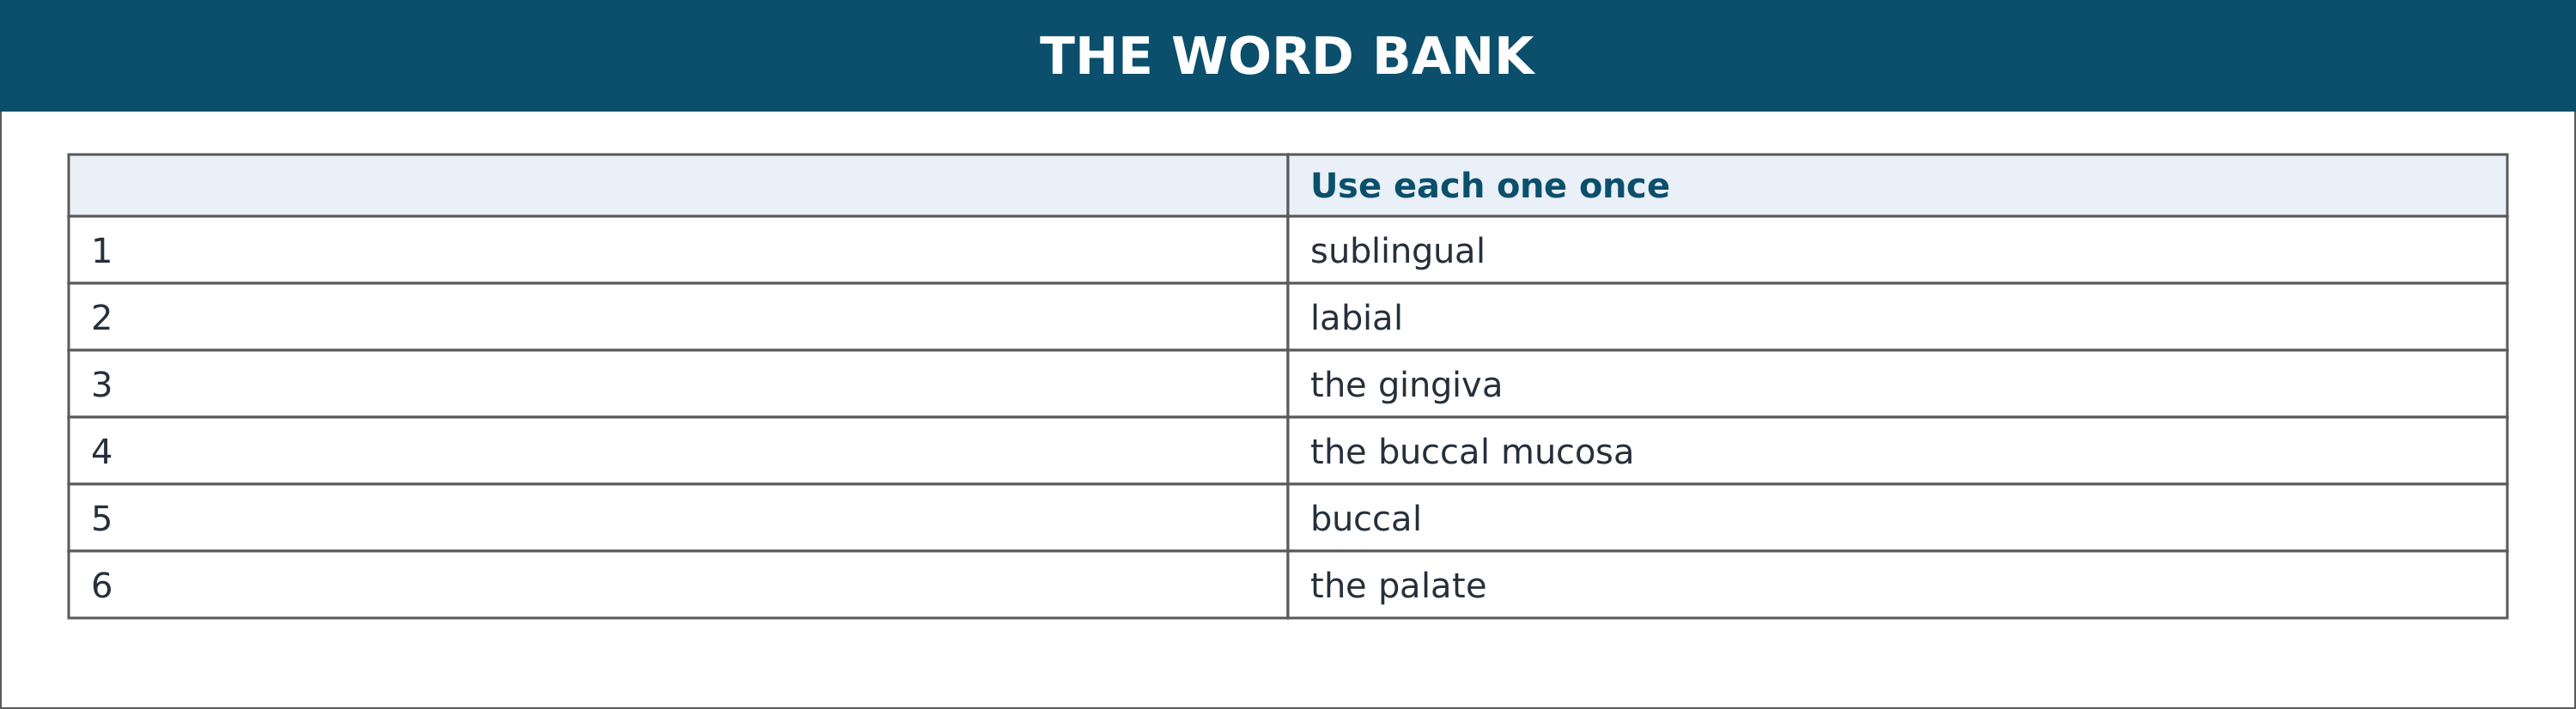 THE WORD BANK
Use each one once
1 sublingual
2 labial
3 the gingiva
4 the buccal mucosa
5 buccal
6 the palate